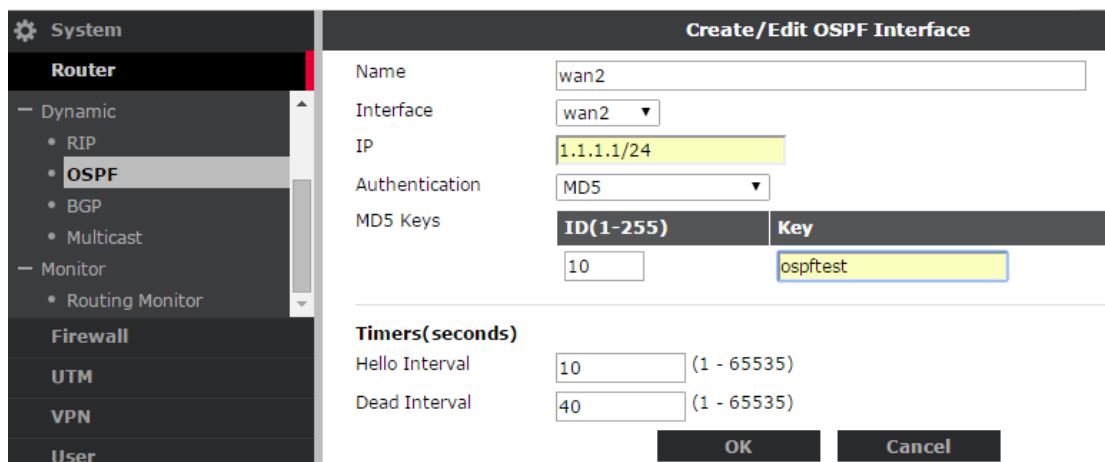 System
Router
Dynamic
RIP
OSPF
BGP
Multicast
Monitor
Routing Monitor
Firewall
UTM
VPN
User
Create/Edit OSPF Interface
Name wan2
Interface wan2
IP 1.1.1.1/24
Authentication MD5
MD5 Keys ID(1-255) Key
10 ospftest
Timers(seconds)
Hello Interval 10 (1 - 65535)
Dead Interval 40 (1 - 65535)
OK Cancel